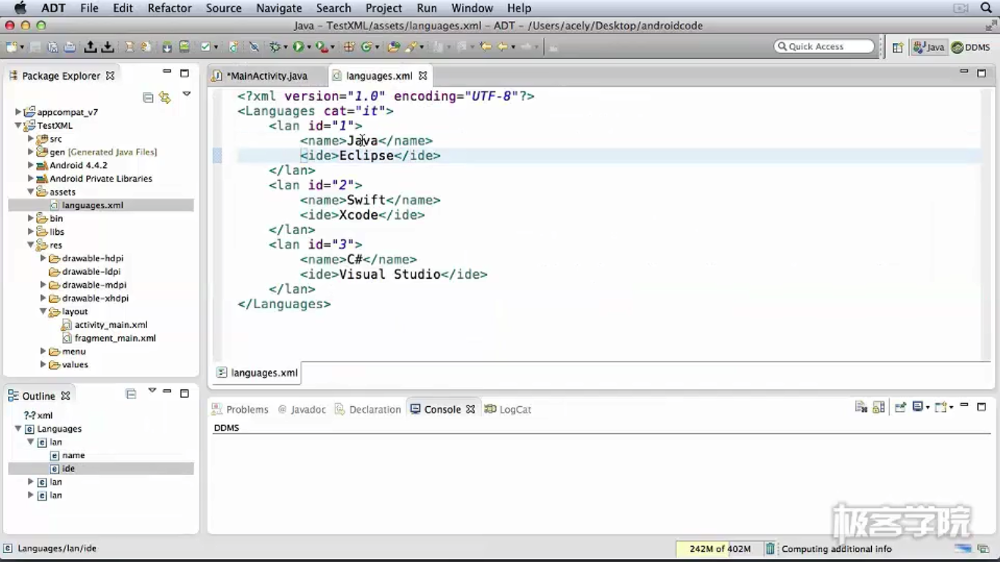 ADT File Edit Refactor Source Navigate Search Project Run Window Help
Java - TestXML/assets/languages.xml - ADT - /Users/acely/Desktop/androidcode
Quick Access
Java
DDMS
Package Explorer
appcompat_v7
TestXML
src
gen [Generated Java Files]
Android 4.4.2
Android Private Libraries
assets
languages.xml
bin
libs
res
drawable-hdpi
drawable-ldpi
drawable-mdpi
drawable-xhdpi
layout
activity_main.xml
fragment_main.xml
menu
values
*MainActivity.java
languages.xml
<?xml version="1.0" encoding="UTF-8"?>
<Languages cat="it">
<lan id="1">
<name>Java</name>
<ide>Eclipse</ide>
</lan>
<lan id="2">
<name>Swift</name>
<ide>Xcode</ide>
</lan>
<lan id="3">
<name>C#</name>
<ide>Visual Studio</ide>
</lan>
</Languages>
languages.xml
Outline
?-? xml
Languages
lan
name
ide
lan
lan
Problems @ Javadoc Declaration Console LogCat
DDMS
极客学院
Languages/lan/ide
242M of 402M
Computing additional info